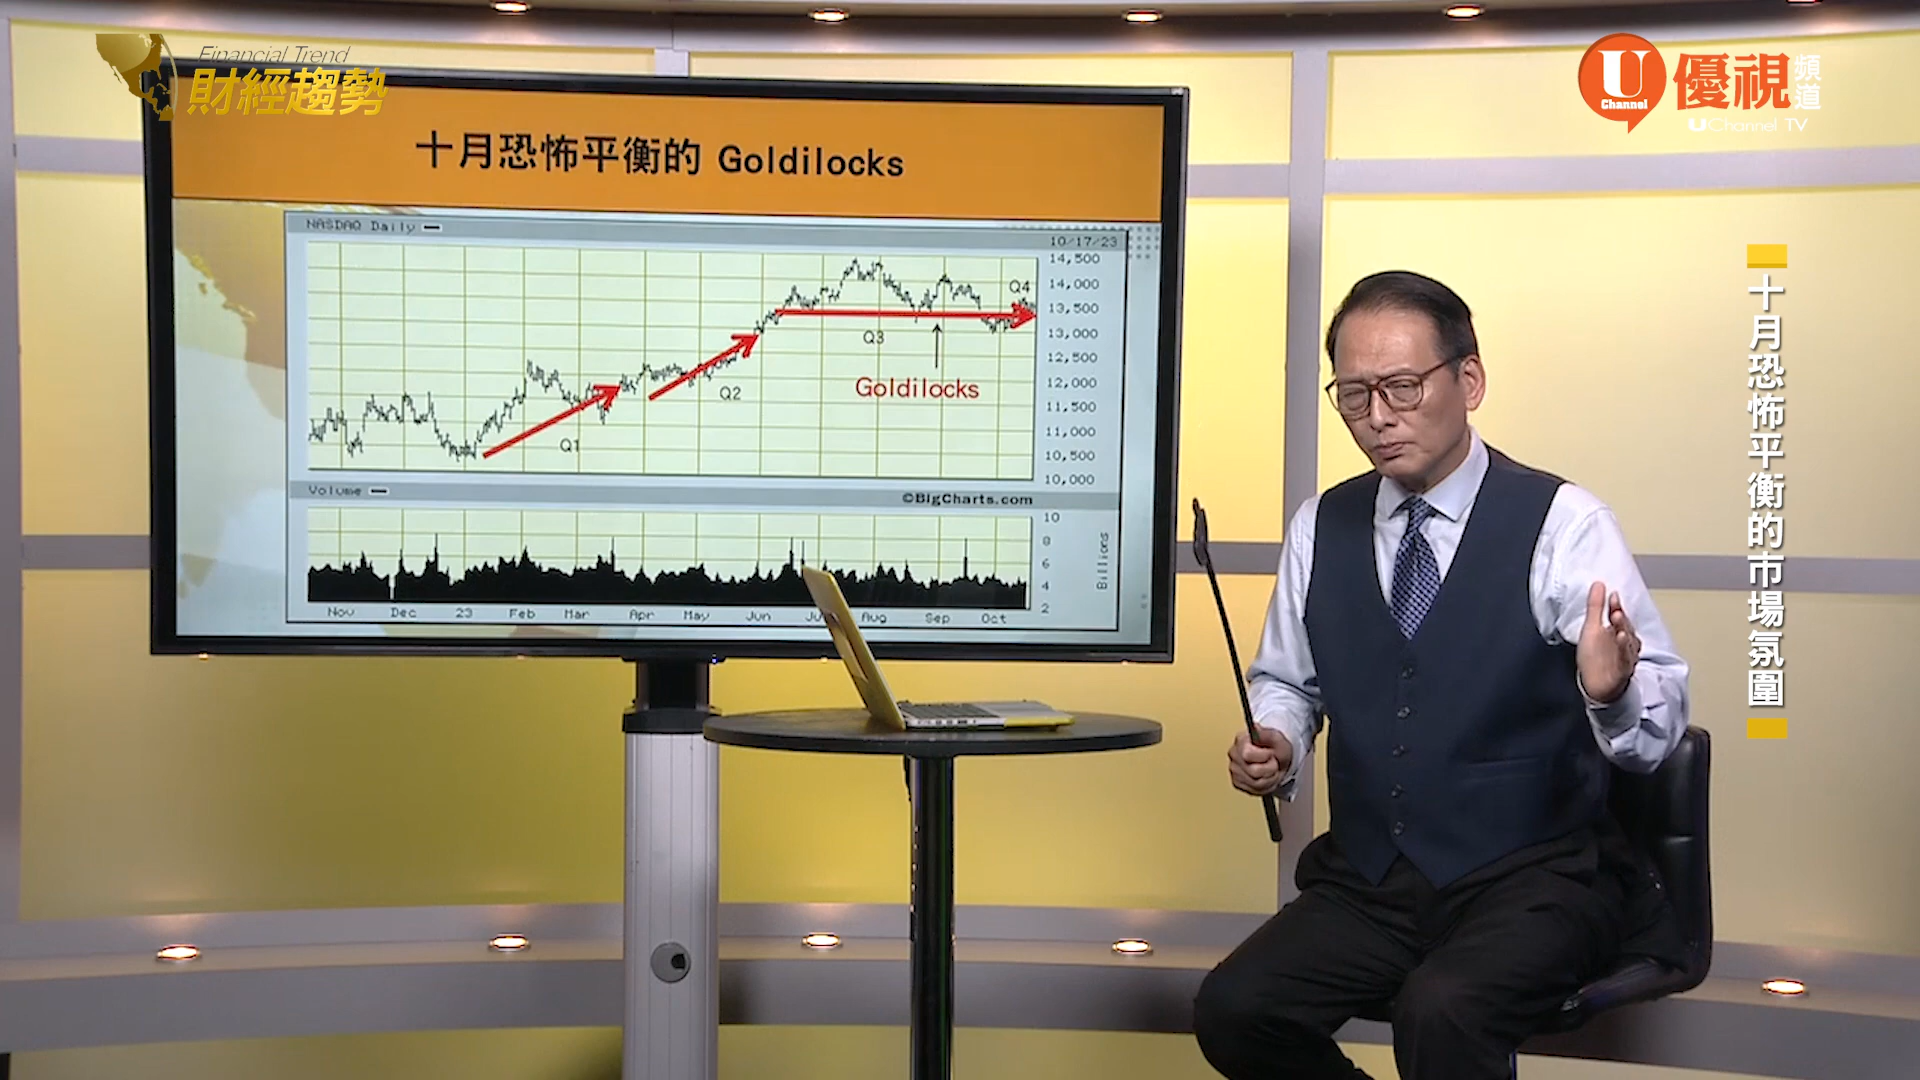 Financial Trend
財經趨勢
U
Channel
優視
頻道
UChannel TV
十月恐怖平衡的 Goldilocks
NASDAQ Daily
10/17/23
14,500
14,000
13,500
13,000
12,500
12,000
11,500
11,000
10,500
10,000
Q1
Q2
Q3
Q4
Goldilocks
Volume
©BigCharts.com
10
8
6
4
2
Billions
Nov Dec 23 Feb Mar Apr May Jun Aug Sep Oct
十月恐怖平衡的市場氛圍